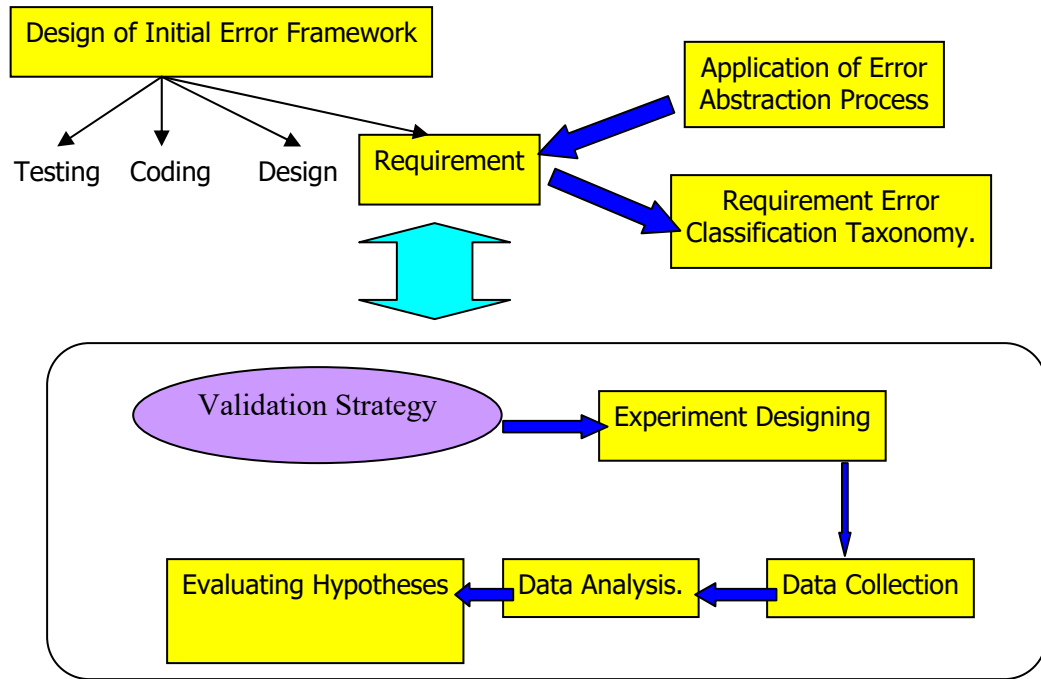 Design of Initial Error Framework
Application of Error
Abstraction Process
Testing
Coding
Design
Requirement
Requirement Error
Classification Taxonomy.
Validation Strategy
Experiment Designing
Evaluating Hypotheses
Data Analysis.
Data Collection